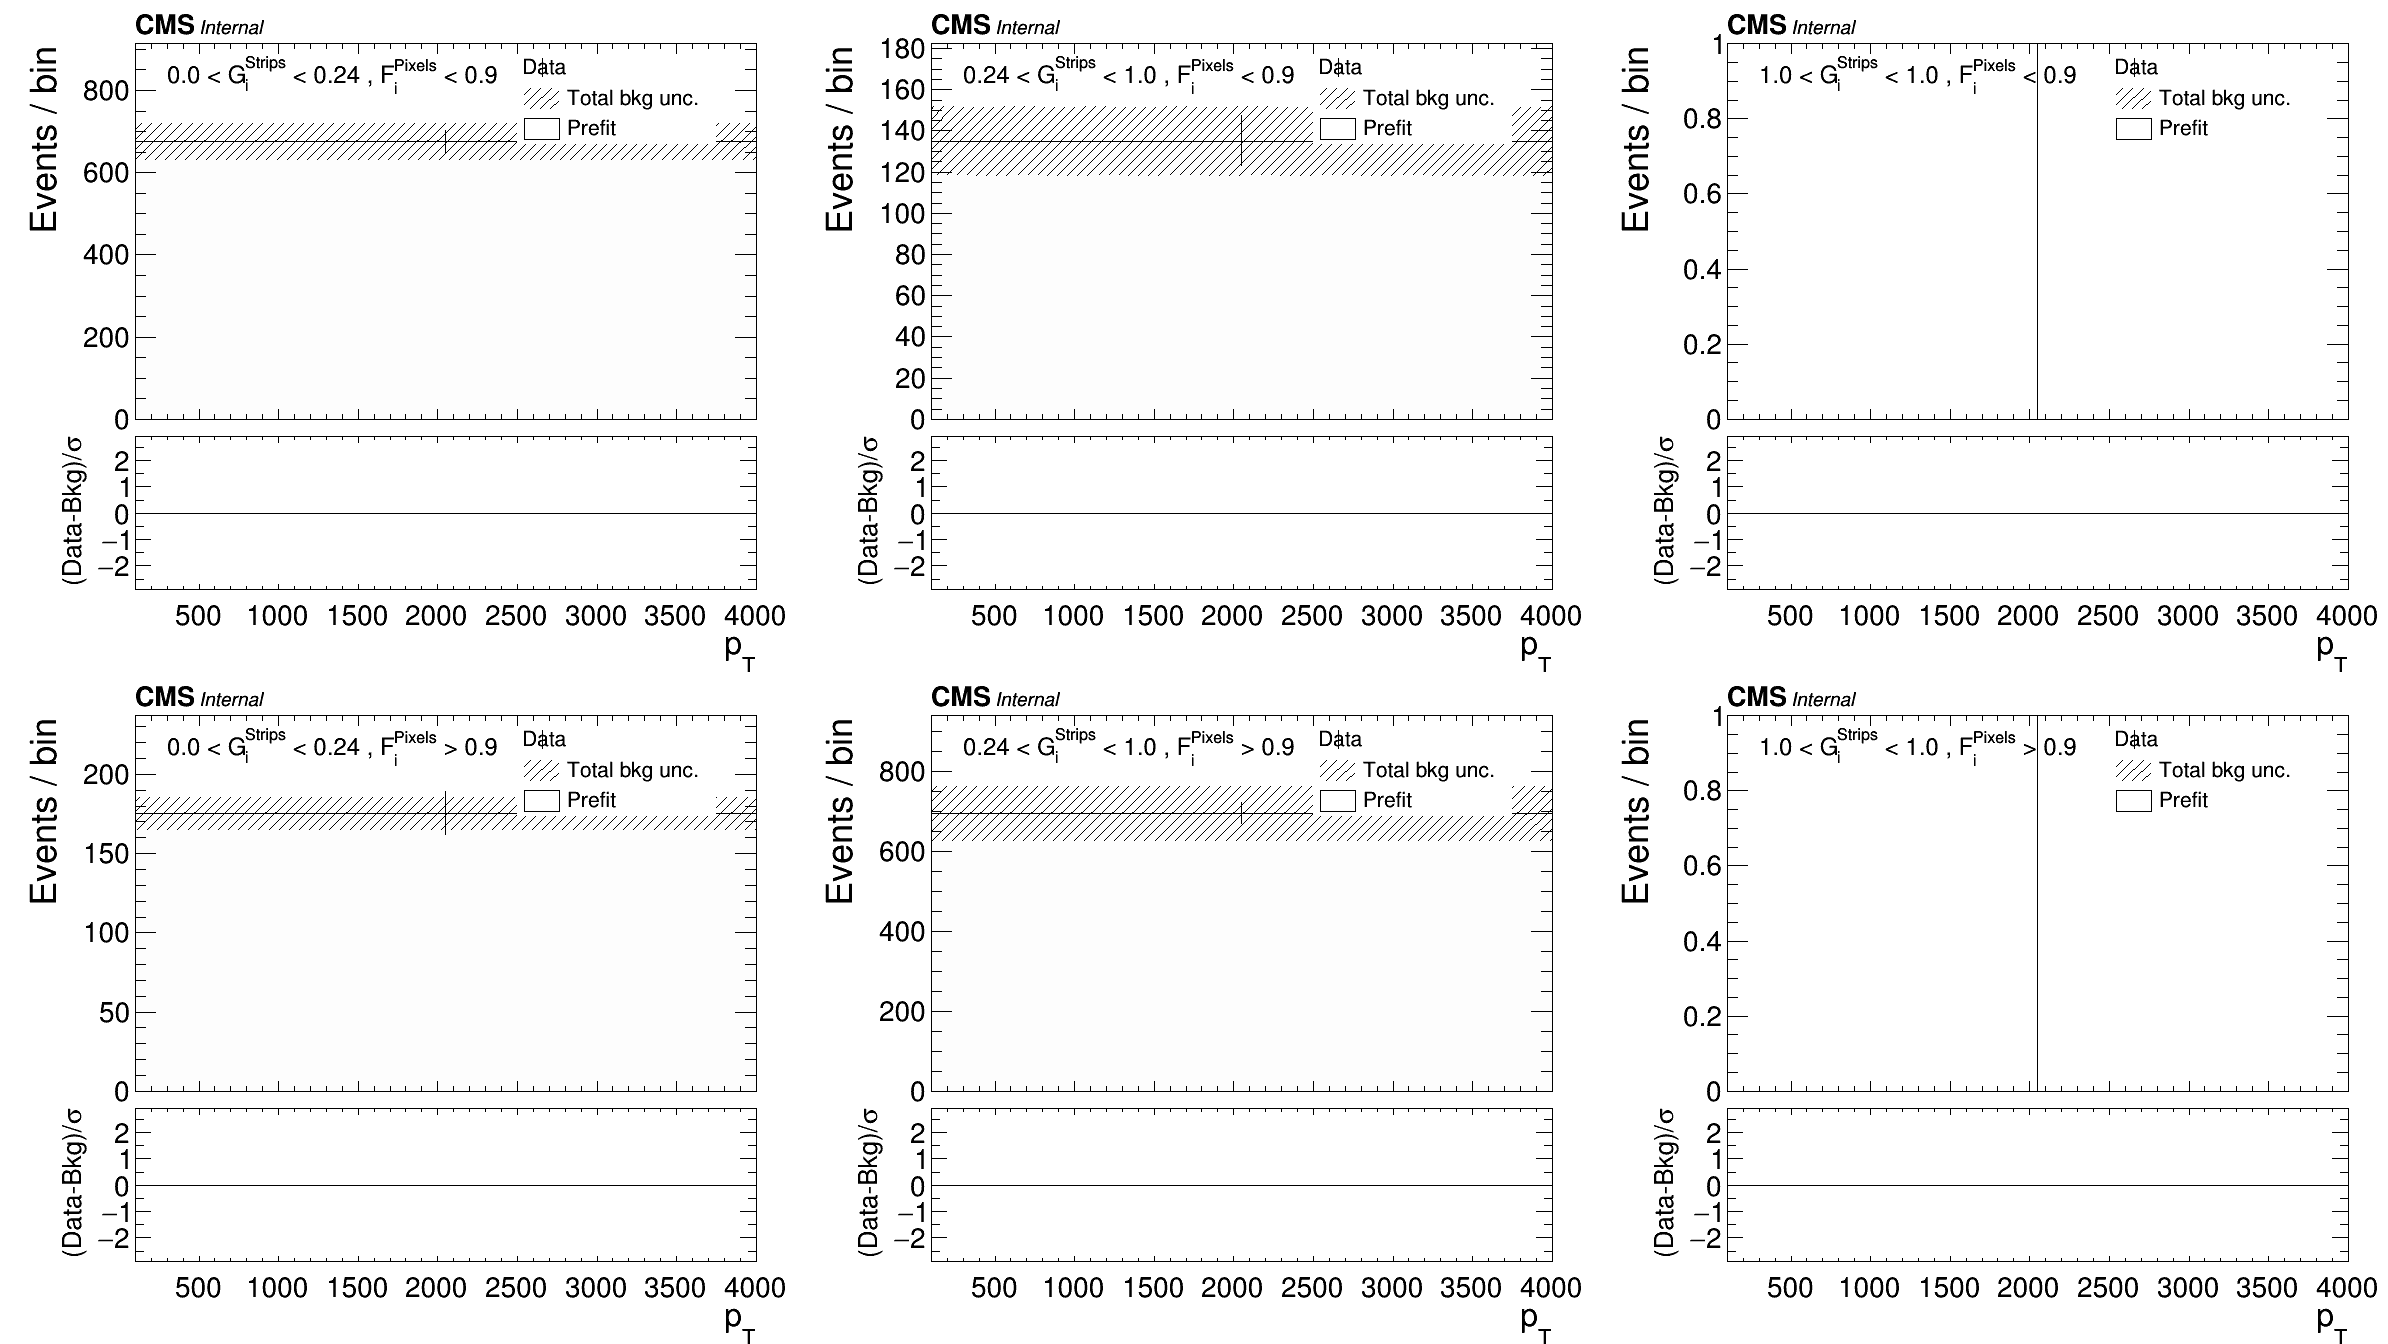 CMS Internal
Events / bin
0.0 < G_i^Strips < 0.24 , F_i^Pixels < 0.9
Data
Total bkg unc.
Prefit
800
600
400
200
0
(Data-Bkg)/σ
2
1
0
−1
−2
500 1000 1500 2000 2500 3000 3500 4000
p_T
CMS Internal
Events / bin
0.24 < G_i^Strips < 1.0 , F_i^Pixels < 0.9
Data
Total bkg unc.
Prefit
180
160
140
120
100
80
60
40
20
0
(Data-Bkg)/σ
2
1
0
−1
−2
500 1000 1500 2000 2500 3000 3500 4000
p_T
CMS Internal
Events / bin
1.0 < G_i^Strips < 1.0 , F_i^Pixels < 0.9
Data
Total bkg unc.
Prefit
1
0.8
0.6
0.4
0.2
0
(Data-Bkg)/σ
2
1
0
−1
−2
500 1000 1500 2000 2500 3000 3500 4000
p_T
CMS Internal
Events / bin
0.0 < G_i^Strips < 0.24 , F_i^Pixels > 0.9
Data
Total bkg unc.
Prefit
200
150
100
50
0
(Data-Bkg)/σ
2
1
0
−1
−2
500 1000 1500 2000 2500 3000 3500 4000
p_T
CMS Internal
Events / bin
0.24 < G_i^Strips < 1.0 , F_i^Pixels > 0.9
Data
Total bkg unc.
Prefit
800
600
400
200
0
(Data-Bkg)/σ
2
1
0
−1
−2
500 1000 1500 2000 2500 3000 3500 4000
p_T
CMS Internal
Events / bin
1.0 < G_i^Strips < 1.0 , F_i^Pixels > 0.9
Data
Total bkg unc.
Prefit
1
0.8
0.6
0.4
0.2
0
(Data-Bkg)/σ
2
1
0
−1
−2
500 1000 1500 2000 2500 3000 3500 4000
p_T